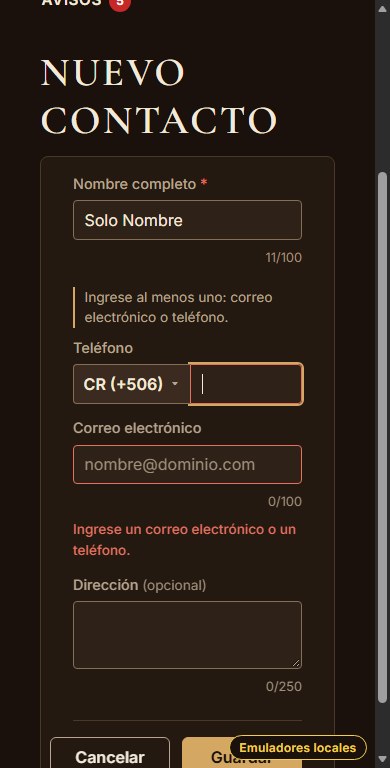 AVISOS 5
NUEVO
CONTACTO
Nombre completo *
Solo Nombre
11/100
Ingrese al menos uno: correo
electrónico o teléfono.
Teléfono
CR (+506)
Correo electrónico
nombre@dominio.com
0/100
Ingrese un correo electrónico o un
teléfono.
Dirección (opcional)
0/250
Cancelar
Guardar
Emuladores locales